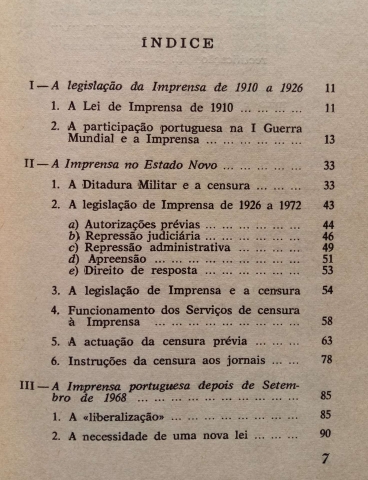 ÍNDICE
I — A legislação da Imprensa de 1910 a 1926 11
1. A Lei de Imprensa de 1910 ... ... ... ... 11
2. A participação portuguesa na I Guerra
Mundial e a Imprensa ... ... ... ... ... 13
II — A Imprensa no Estado Novo ... ... ... ... 33
1. A Ditadura Militar e a censura ... ... ... 33
2. A legislação de Imprensa de 1926 a 1972 43
a) Autorizações prévias ... ... ... ... ... 44
b) Repressão judiciária ... ... ... ... ... 46
c) Repressão administrativa ... ... ... ... 49
d) Apreensão ... ... ... ... ... ... ... 51
e) Direito de resposta ... ... ... ... ... 53
3. A legislação de Imprensa e a censura 54
4. Funcionamento dos Serviços de censura
à Imprensa ... ... ... ... ... ... ... 58
5. A actuação da censura prévia ... ... ... 63
6. Instruções da censura aos jornais ... ... 78
III — A Imprensa portuguesa depois de Setem-
bro de 1968 ... ... ... ... ... ... ... ... 85
1. A «liberalização» ... ... ... ... ... ... 85
2. A necessidade de uma nova lei ... ... ... 90
7